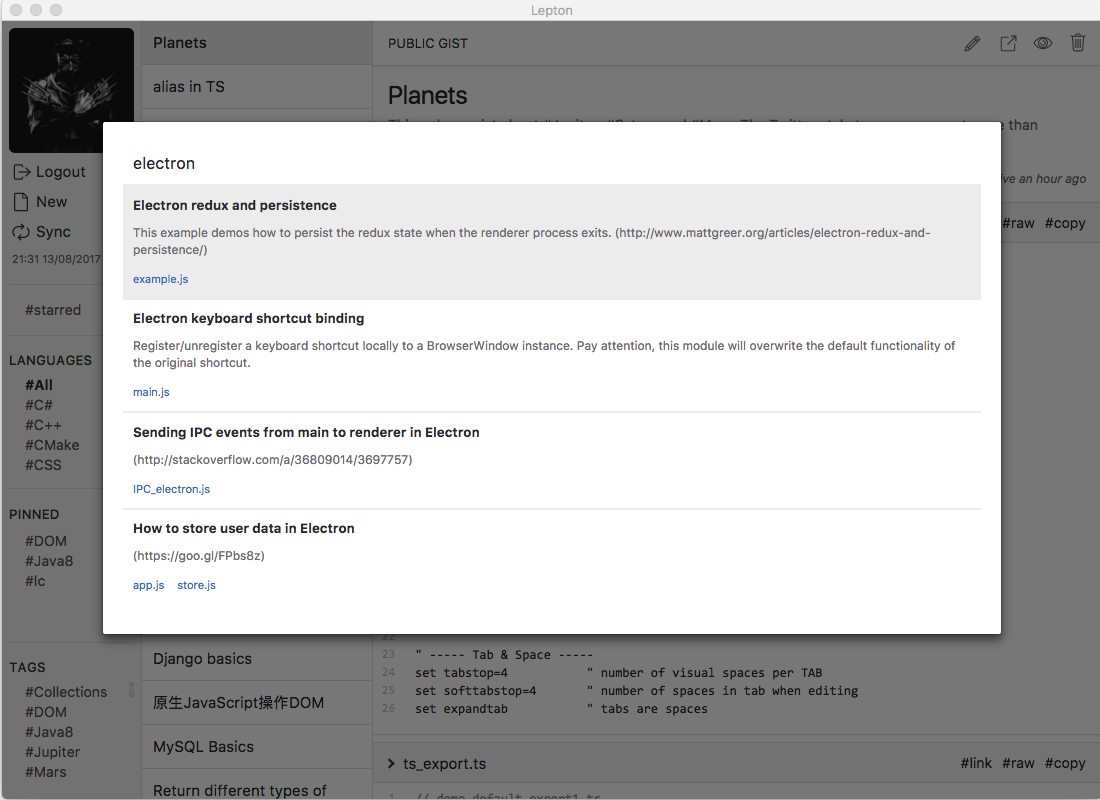 Lepton
Planets
alias in TS
PUBLIC GIST
Planets
than
ive an hour ago
#raw #copy
Logout
New
Sync
21:31 13/08/2017
#starred
LANGUAGES
#All
#C#
#C++
#CMake
#CSS
PINNED
#DOM
#Java8
#lc
TAGS
#Collections
#DOM
#Java8
#Jupiter
#Mars
electron
Electron redux and persistence
This example demos how to persist the redux state when the renderer process exits. (http://www.mattgreer.org/articles/electron-redux-and-
persistence/)
example.js
Electron keyboard shortcut binding
Register/unregister a keyboard shortcut locally to a BrowserWindow instance. Pay attention, this module will overwrite the default functionality of
the original shortcut.
main.js
Sending IPC events from main to renderer in Electron
(http://stackoverflow.com/a/36809014/3697757)
IPC_electron.js
How to store user data in Electron
(https://goo.gl/FPbs8z)
app.js store.js
Django basics
原生JavaScript操作DOM
MySQL Basics
Return different types of
22
23 " ----- Tab & Space -----
24 set tabstop=4 " number of visual spaces per TAB
25 set softtabstop=4 " number of spaces in tab when editing
26 set expandtab " tabs are spaces
ts_export.ts
#link #raw #copy
1 // demo default export1.ts